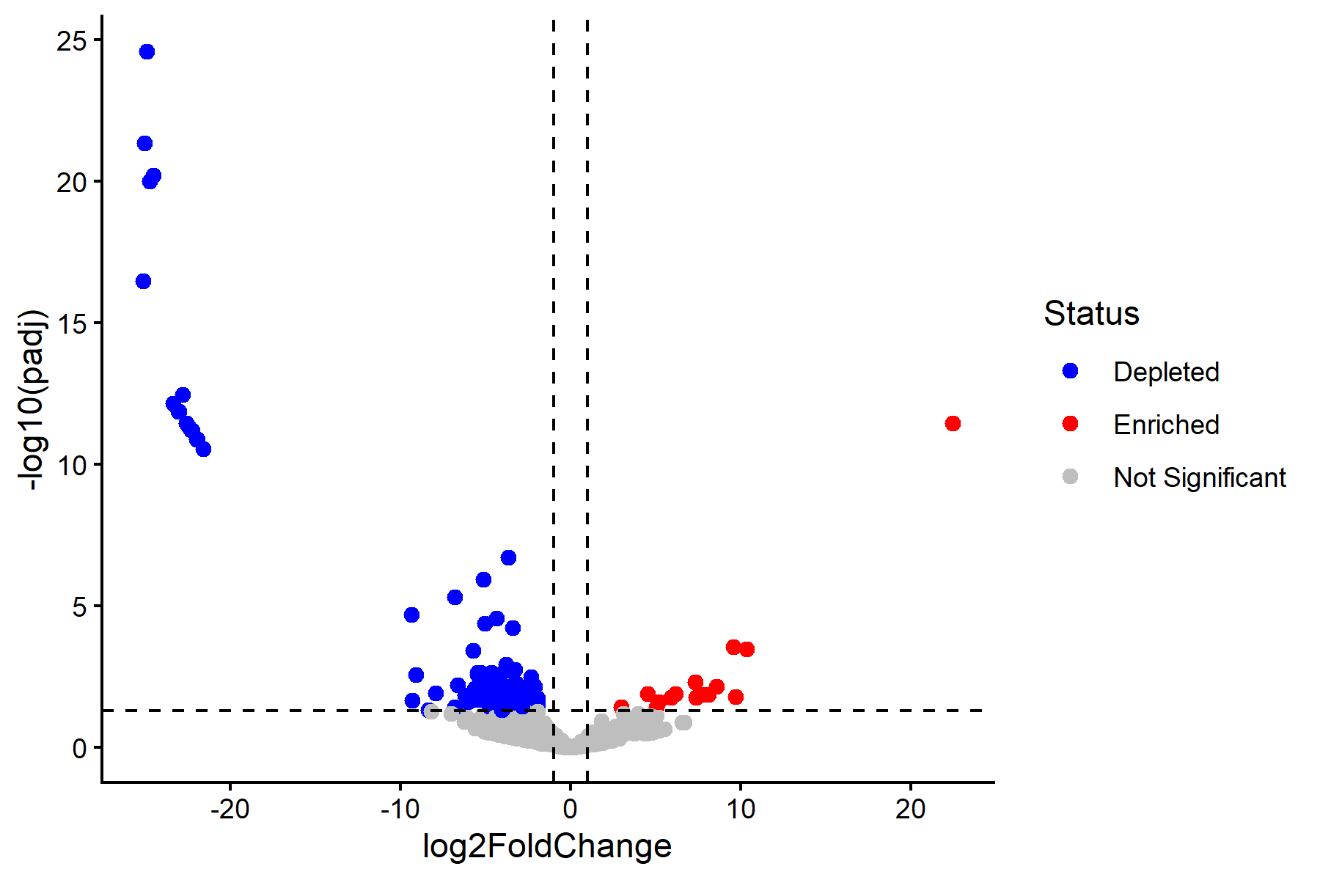 25
20
15
10
5
0
-log10(padj)
-20
-10
0
10
20
log2FoldChange
Status
Depleted
Enriched
Not Significant